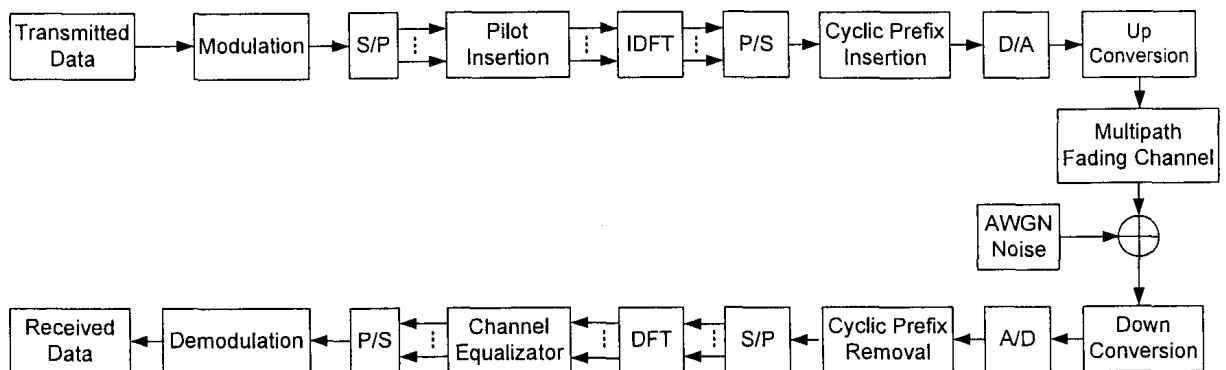 Transmitted
Data
Modulation
S/P
Pilot
Insertion
IDFT
P/S
Cyclic Prefix
Insertion
D/A
Up
Conversion
Multipath
Fading Channel
AWGN
Noise
Received
Data
Demodulation
P/S
Channel
Equalizator
DFT
S/P
Cyclic Prefix
Removal
A/D
Down
Conversion